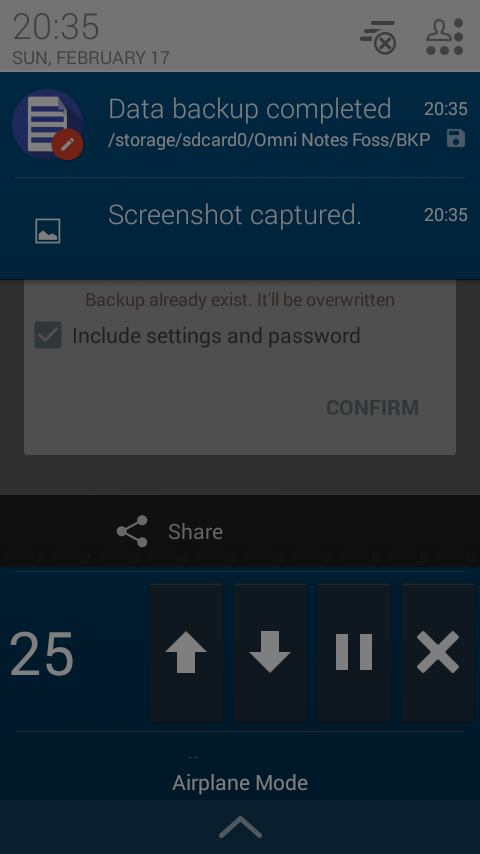 20:35
SUN, FEBRUARY 17
Data backup completed 20:35
/storage/sdcard0/Omni Notes Foss/BKP
Screenshot captured. 20:35
Backup already exist. It'll be overwritten
Include settings and password
CONFIRM
Share
25
Airplane Mode